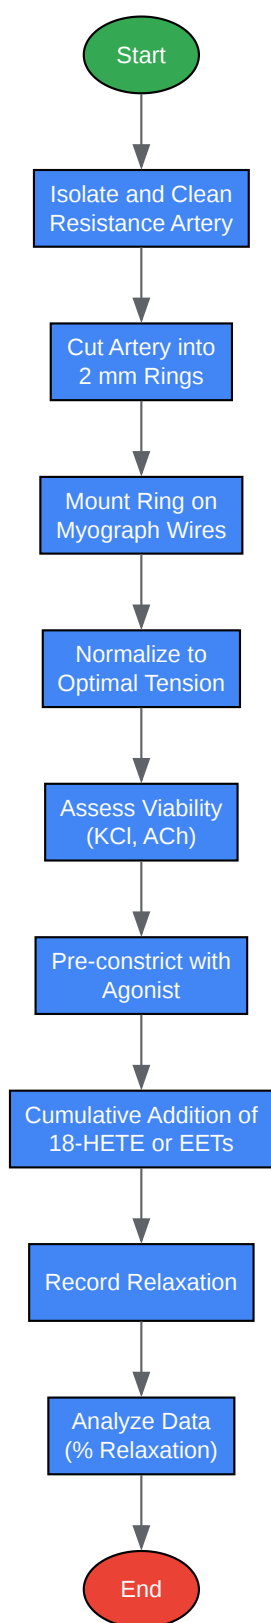 Start
Isolate and Clean
Resistance Artery
Cut Artery into
2 mm Rings
Mount Ring on
Myograph Wires
Normalize to
Optimal Tension
Assess Viability
(KCl, ACh)
Pre-constrict with
Agonist
Cumulative Addition of
18-HETE or EETs
Record Relaxation
Analyze Data
(% Relaxation)
End